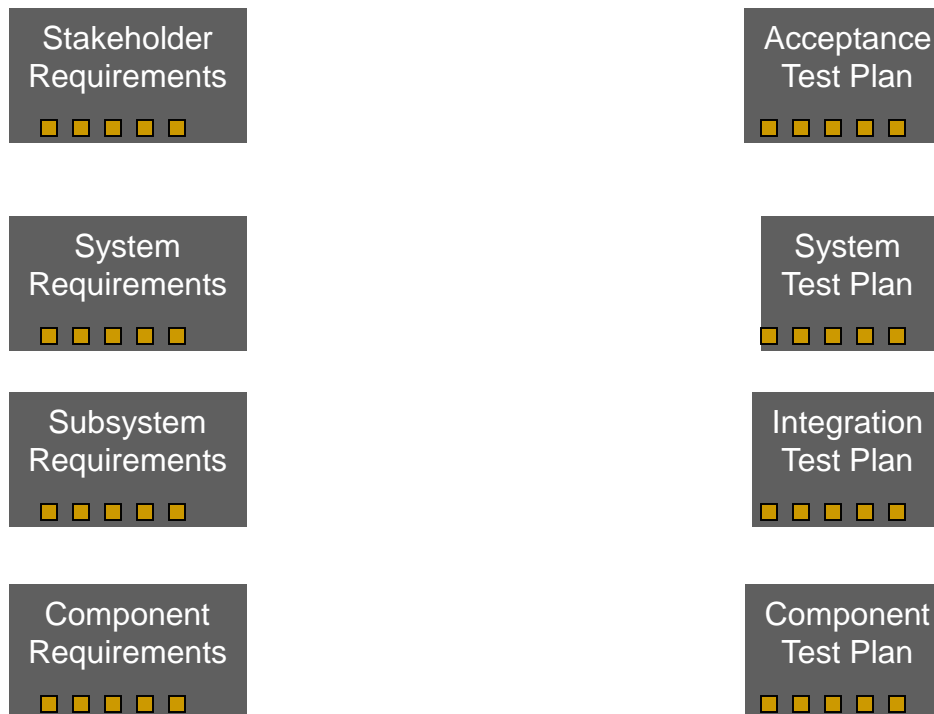 Stakeholder
Requirements
Acceptance
Test Plan
System
Requirements
System
Test Plan
Subsystem
Requirements
Integration
Test Plan
Component
Requirements
Component
Test Plan